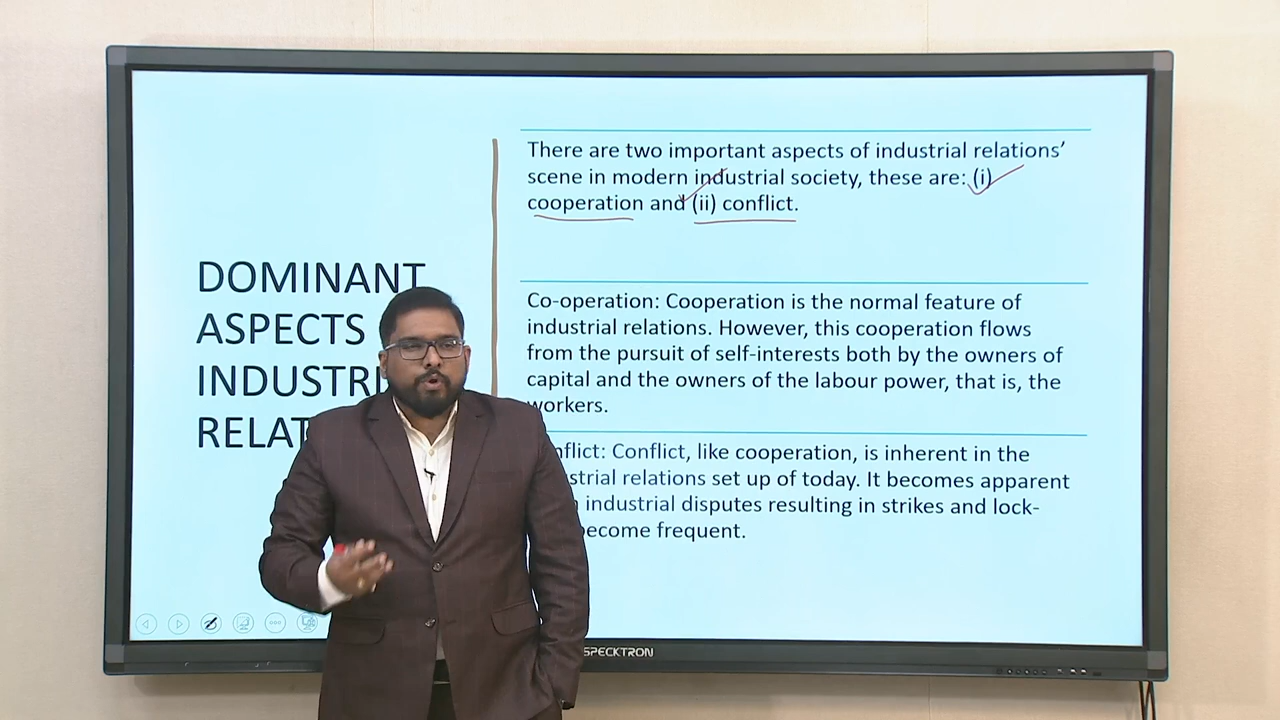 DOMINANT
ASPECTS
INDUSTRI
RELAT
There are two important aspects of industrial relations’
scene in modern industrial society, these are: (i)
cooperation and (ii) conflict.
Co-operation: Cooperation is the normal feature of
industrial relations. However, this cooperation flows
from the pursuit of self-interests both by the owners of
capital and the owners of the labour power, that is, the
workers.
nflict: Conflict, like cooperation, is inherent in the
strial relations set up of today. It becomes apparent
industrial disputes resulting in strikes and lock-
become frequent.
SPECKTRON